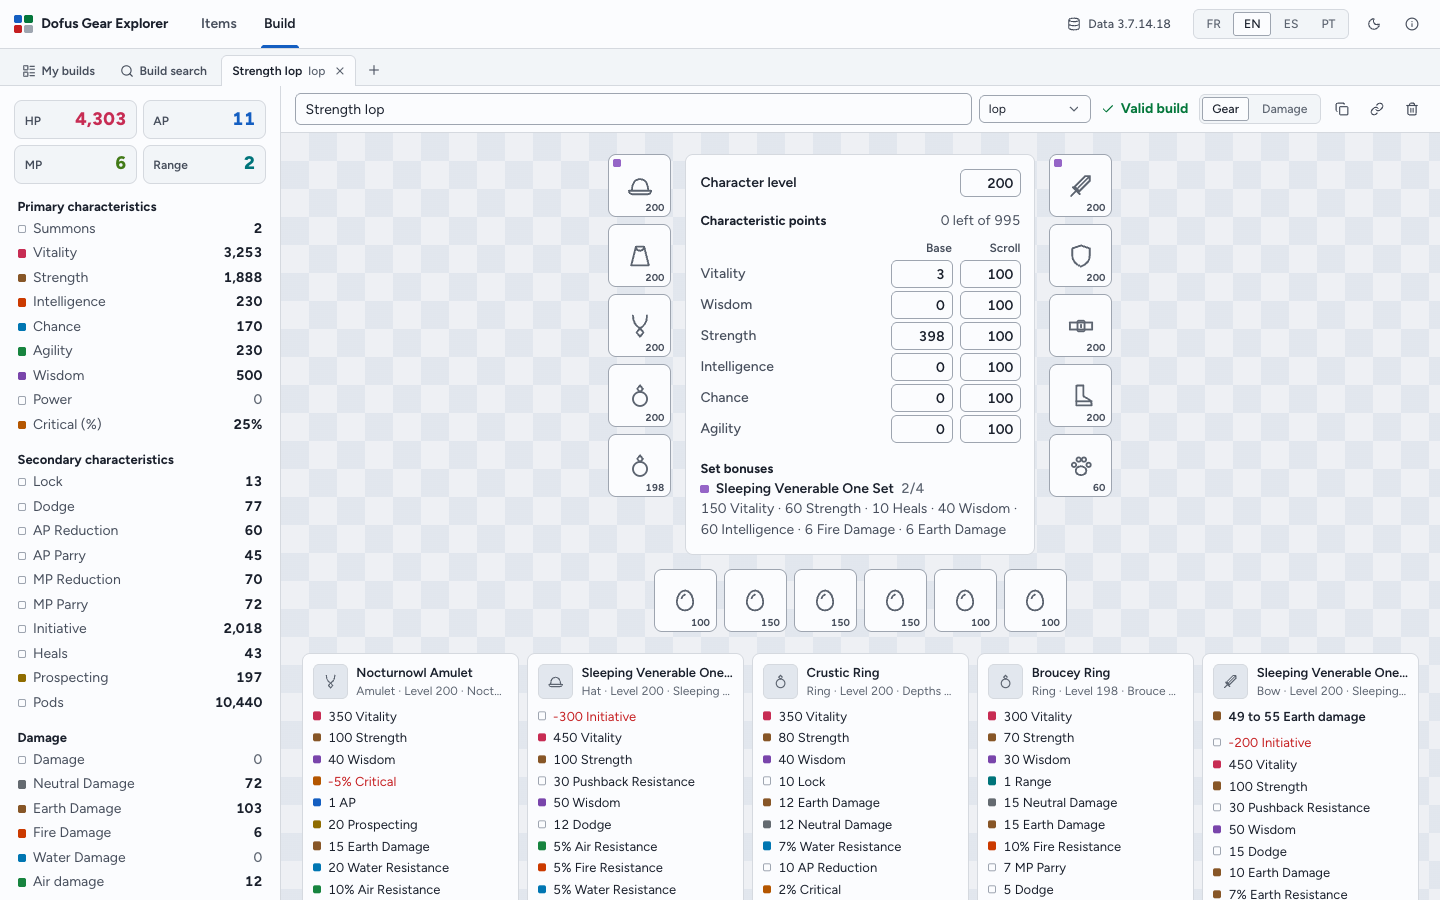 Dofus Gear Explorer
Items
Build
Data 3.7.14.18
FR EN ES PT
My builds
Build search
Strength Iop Iop
HP 4,303
AP 11
MP 6
Range 2
Primary characteristics
Summons 2
Vitality 3,253
Strength 1,888
Intelligence 230
Chance 170
Agility 230
Wisdom 500
Power 0
Critical (%) 25%
Secondary characteristics
Lock 13
Dodge 77
AP Reduction 60
AP Parry 45
MP Reduction 70
MP Parry 72
Initiative 2,018
Heals 43
Prospecting 197
Pods 10,440
Damage
Damage 0
Neutral Damage 72
Earth Damage 103
Fire Damage 6
Water Damage 0
Air damage 12
Strength Iop
Iop
Valid build
Gear
Damage
200
200
200
200
198
Character level 200
Characteristic points 0 left of 995
Base Scroll
Vitality 3 100
Wisdom 0 100
Strength 398 100
Intelligence 0 100
Chance 0 100
Agility 0 100
Set bonuses
Sleeping Venerable One Set 2/4
150 Vitality · 60 Strength · 10 Heals · 40 Wisdom ·
60 Intelligence · 6 Fire Damage · 6 Earth Damage
200
200
200
200
60
100 150 150 150 100 100
Nocturnowl Amulet
Amulet · Level 200 · Noct...
350 Vitality
100 Strength
40 Wisdom
-5% Critical
1 AP
20 Prospecting
15 Earth Damage
20 Water Resistance
10% Air Resistance
Sleeping Venerable One...
Hat · Level 200 · Sleeping ...
-300 Initiative
450 Vitality
100 Strength
30 Pushback Resistance
50 Wisdom
12 Dodge
5% Air Resistance
5% Fire Resistance
5% Water Resistance
Crustic Ring
Ring · Level 200 · Depths ...
350 Vitality
80 Strength
40 Wisdom
10 Lock
12 Earth Damage
12 Neutral Damage
7% Water Resistance
10 AP Reduction
2% Critical
Broucey Ring
Ring · Level 198 · Brouce ...
300 Vitality
70 Strength
30 Wisdom
1 Range
15 Neutral Damage
15 Earth Damage
10% Fire Resistance
7 MP Parry
5 Dodge
Sleeping Venerable One...
Bow · Level 200 · Sleeping...
49 to 55 Earth damage
-200 Initiative
450 Vitality
100 Strength
30 Pushback Resistance
50 Wisdom
15 Dodge
10 Earth Damage
7% Earth Resistance